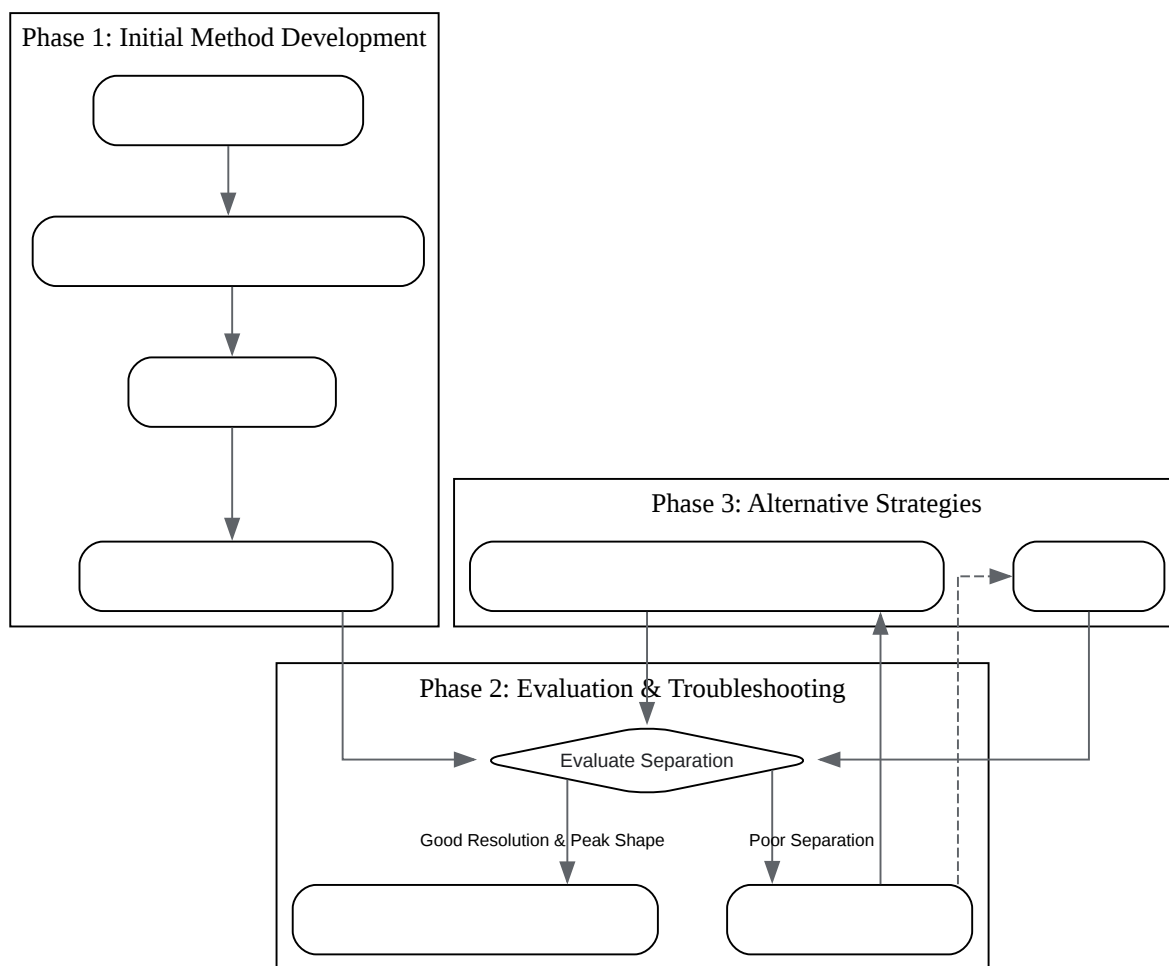 Phase 1: Initial Method Development
Phase 3: Alternative Strategies
Phase 2: Evaluation & Troubleshooting
Evaluate Separation
Good Resolution & Peak Shape
Poor Separation